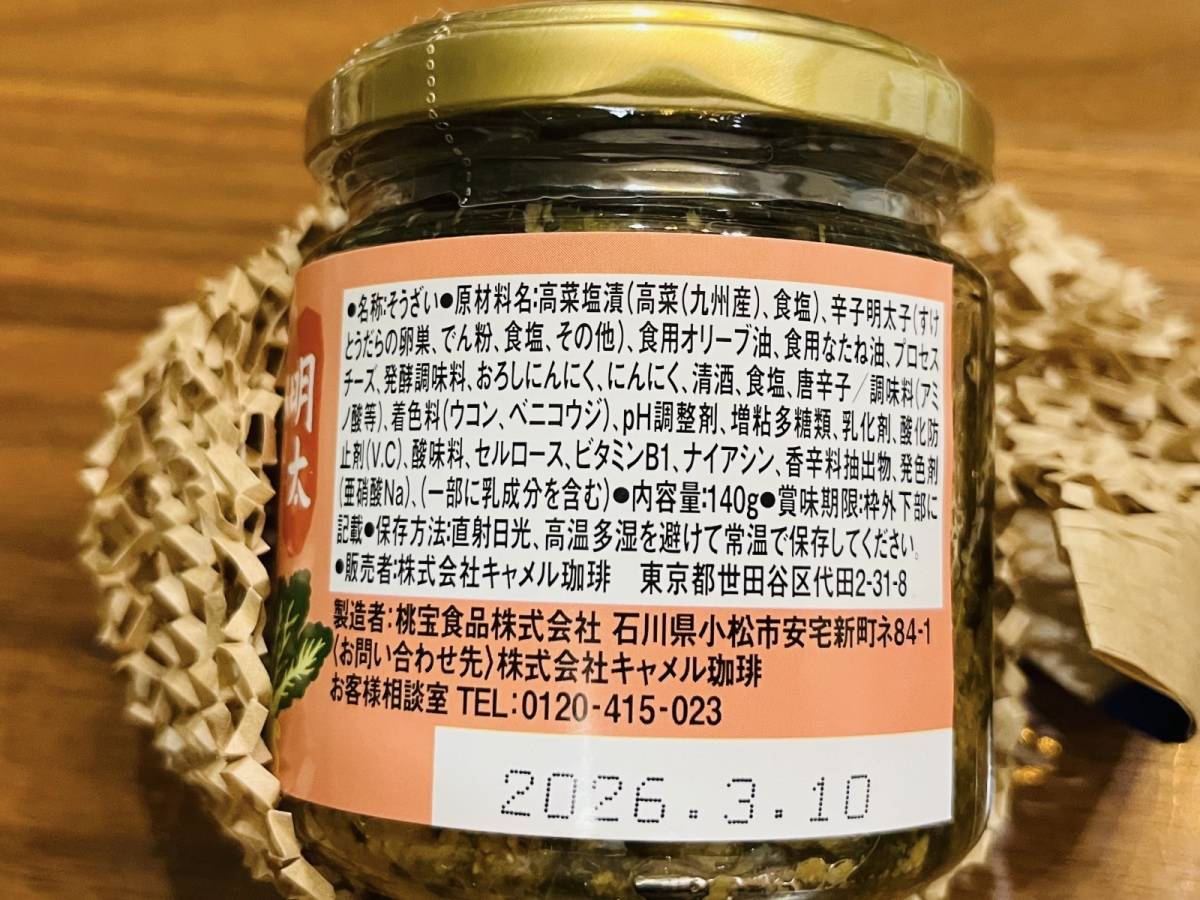 明太
●名称:そうざい●原材料名:高菜塩漬(高菜(九州産)、食塩)、辛子明太子(すけ
とうだらの卵巣、でん粉、食塩、その他)、食用オリーブ油、食用なたね油、プロセス
チーズ、発酵調味料、おろしにんにく、にんにく、清酒、食塩、唐辛子/調味料(アミ
ノ酸等)、着色料(ウコン、ベニコウジ)、pH調整剤、増粘多糖類、乳化剤、酸化防
止剤(V.C)、酸味料、セルロース、ビタミンB1、ナイアシン、香辛料抽出物、発色剤
(亜硝酸Na)、(一部に乳成分を含む)●内容量:140g●賞味期限:枠外下部に
記載●保存方法:直射日光、高温多湿を避けて常温で保存してください。
●販売者:株式会社キャメル珈琲 東京都世田谷区代田2-31-8
製造者:桃宝食品株式会社 石川県小松市安宅新町ネ84-1
〈お問い合わせ先〉株式会社キャメル珈琲
お客様相談室 TEL:0120-415-023
2026.3.10